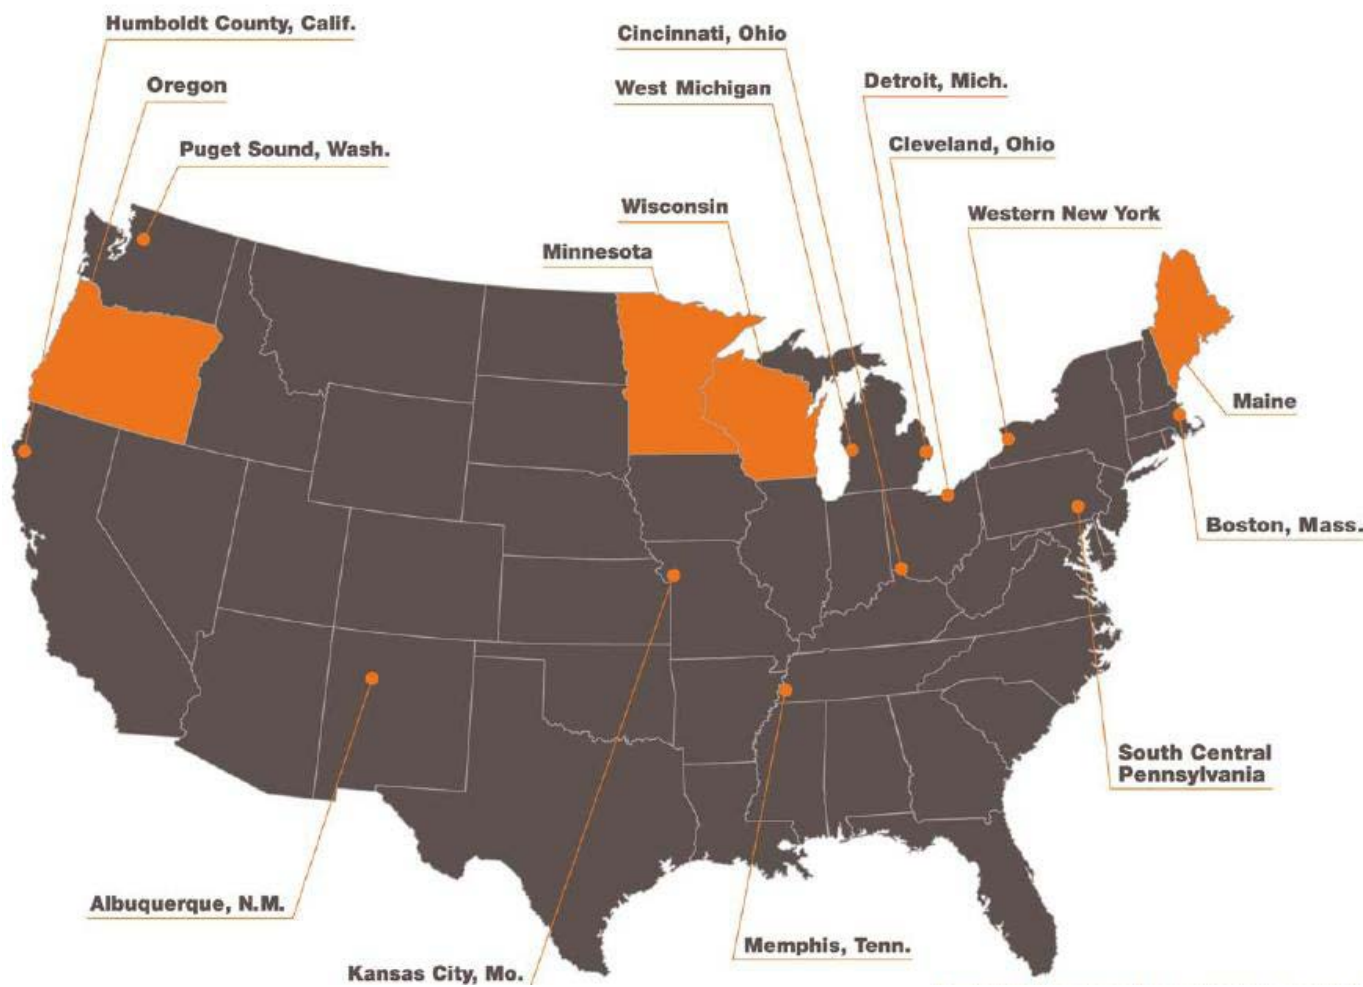 Humboldt County, Calif.
Oregon
Puget Sound, Wash.
Cincinnati, Ohio
West Michigan
Detroit, Mich.
Cleveland, Ohio
Wisconsin
Western New York
Minnesota
Maine
Boston, Mass.
South Central
Pennsylvania
Albuquerque, N.M.
Memphis, Tenn.
Kansas City, Mo.